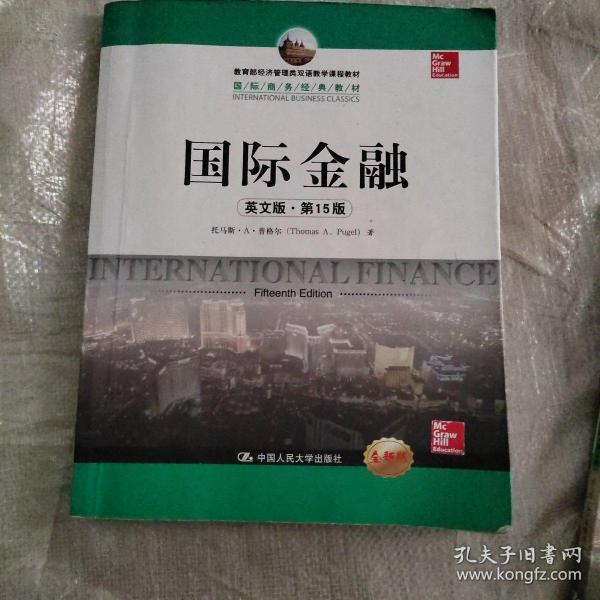 Mc
Graw
Hill
Education
教育部经济管理类双语教学课程教材
国/际/商/务/经/典/教/材
INTERNATIONAL BUSINESS CLASSICS
国际金融
英文版·第15版
托马斯·A·普格尔（Thomas A. Pugel） 著
INTERNATIONAL FINANCE
Fifteenth Edition
Mc
Graw
Hill
Education
中国人民大学出版社
全新版
孔夫子旧书网
www.kongfz.com